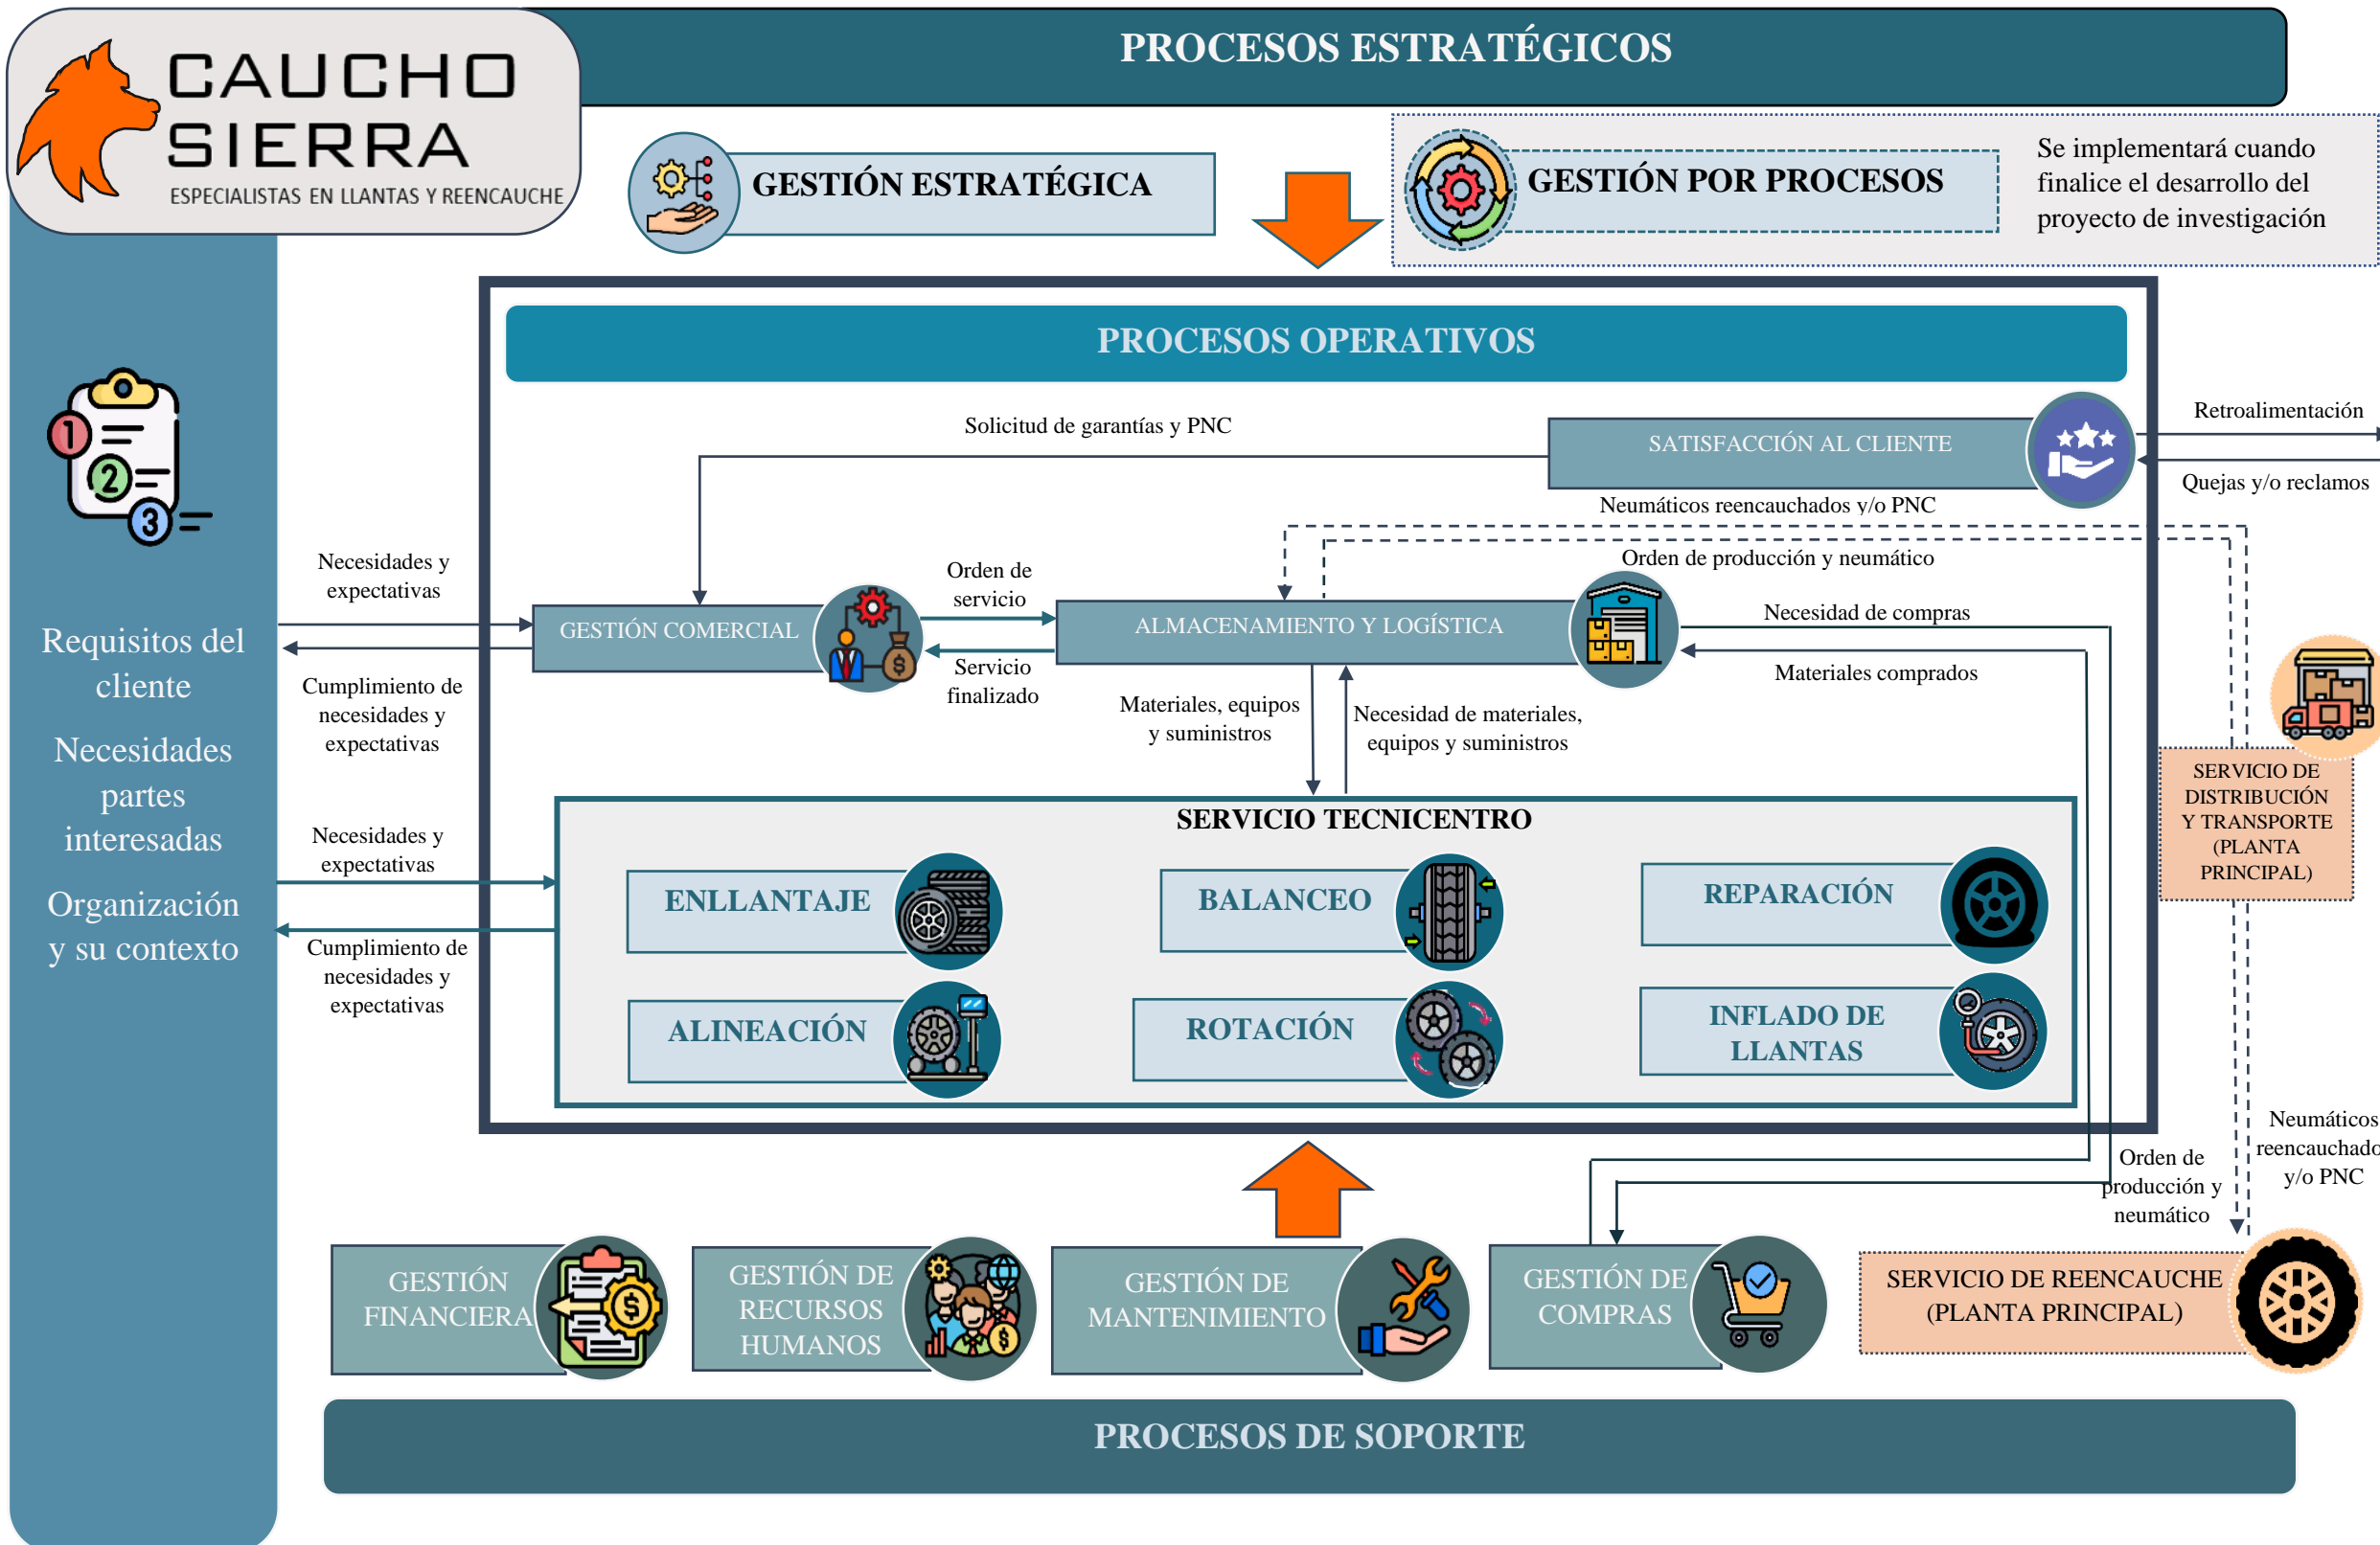 CAUCHO
SIERRA
ESPECIALISTAS EN LLANTAS Y REENCAUCHE
PROCESOS ESTRATÉGICOS
GESTIÓN ESTRATÉGICA
GESTIÓN POR PROCESOS
Se implementará cuando
finalice el desarrollo del
proyecto de investigación
PROCESOS OPERATIVOS
1
2
3
Requisitos del
cliente
Necesidades
partes
interesadas
Organización
y su contexto
Solicitud de garantías y PNC
SATISFACCIÓN AL CLIENTE
Retroalimentación
Quejas y/o reclamos
Neumáticos reencauchados y/o PNC
Orden de producción y neumático
Necesidades y
expectativas
Cumplimiento de
necesidades y
expectativas
GESTIÓN COMERCIAL
Orden de
servicio
Servicio
finalizado
ALMACENAMIENTO Y LOGÍSTICA
Necesidad de compras
Materiales comprados
Materiales, equipos
y suministros
Necesidad de materiales,
equipos y suministros
SERVICIO DE
DISTRIBUCIÓN
Y TRANSPORTE
(PLANTA
PRINCIPAL)
Necesidades y
expectativas
Cumplimiento de
necesidades y
expectativas
SERVICIO TECNICENTRO
ENLLANTAJE
BALANCEO
REPARACIÓN
ALINEACIÓN
ROTACIÓN
INFLADO DE
LLANTAS
Orden de
producción y
neumático
Neumáticos
reencauchado
y/o PNC
GESTIÓN
FINANCIERA
GESTIÓN DE
RECURSOS
HUMANOS
GESTIÓN DE
MANTENIMIENTO
GESTIÓN DE
COMPRAS
SERVICIO DE REENCAUCHE
(PLANTA PRINCIPAL)
PROCESOS DE SOPORTE